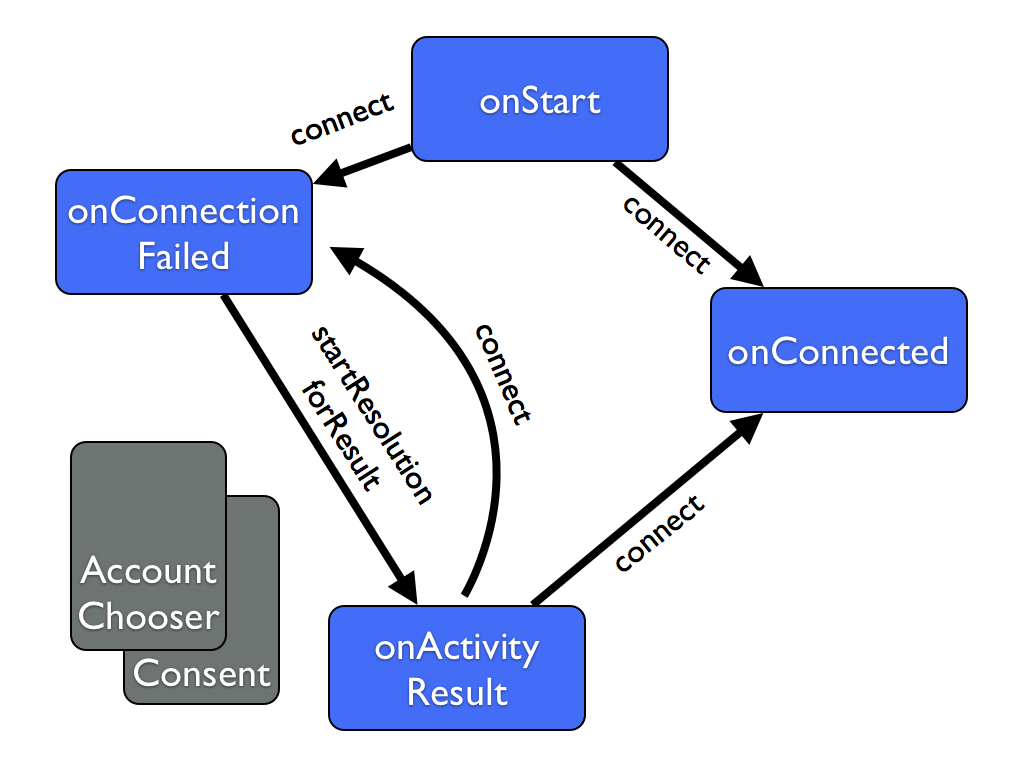 onStart
connect
connect
onConnection
Failed
onConnected
startResolution
forResult
connect
connect
Account
Chooser
Consent
onActivity
Result